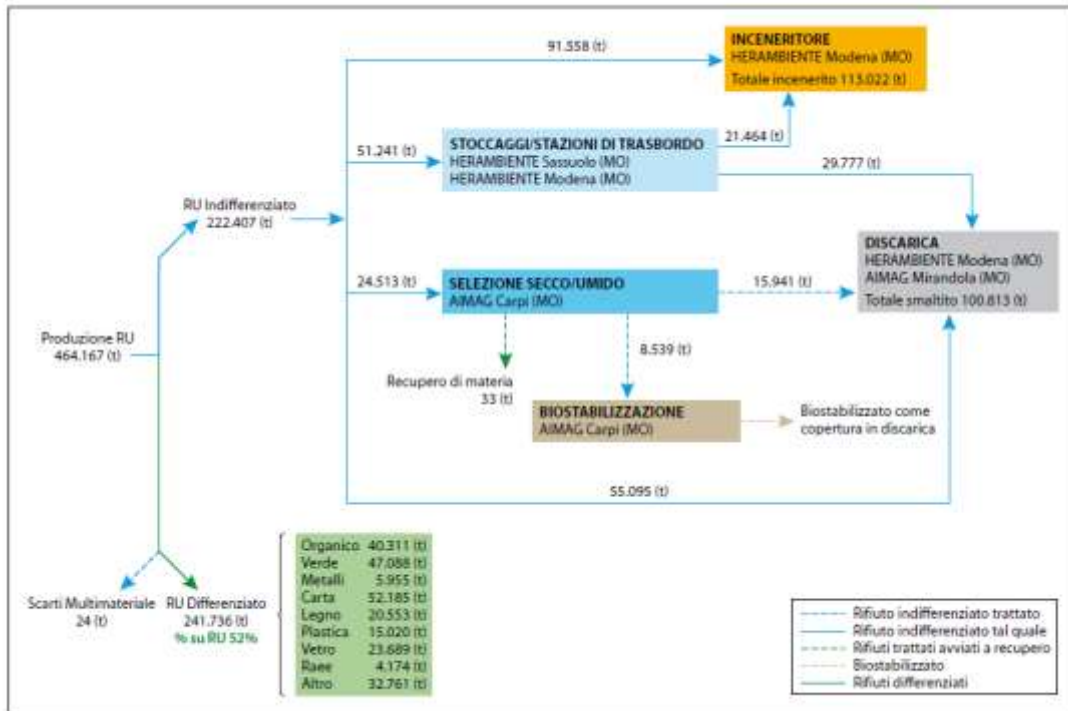 91.558 (t)
INCENERITORE
HERAMBIENTE Modena (MO)
Totale incenerito 113.022 (t)
51.241 (t)
STOCCAGGI/STAZIONI DI TRASBORDO
HERAMBIENTE Sassuolo (MO)
HERAMBIENTE Modena (MO)
21.464 (t)
29.777 (t)
RU Indifferenziato
222.407 (t)
DISCARICA
HERAMBIENTE Modena (MO)
AIMAG Mirandola (MO)
Totale smaltito 100.813 (t)
24.513 (t)
SELEZIONE SECCO/UMIDO
AIMAG Carpi (MO)
15.941 (t)
Produzione RU
464.167 (t)
8.539 (t)
Recupero di materia
33 (t)
BIOSTABILIZZAZIONE
AIMAG Carpi (MO)
Biostabilizzato come
copertura in discarica
55.095 (t)
Scarti Multimateriale
24 (t)
RU Differenziato
241.736 (t)
% su RU 52%
Organico 40.311 (t)
Verde 47.088 (t)
Metalli 5.955 (t)
Carta 52.185 (t)
Legno 20.553 (t)
Plastica 15.020 (t)
Vetro 23.689 (t)
Raee 4.174 (t)
Altro 32.761 (t)
Rifiuto indifferenziato trattato
Rifiuto indifferenziato tal quale
Rifiuti trattati avviati a recupero
Biostabilizzato
Rifiuti differenziati